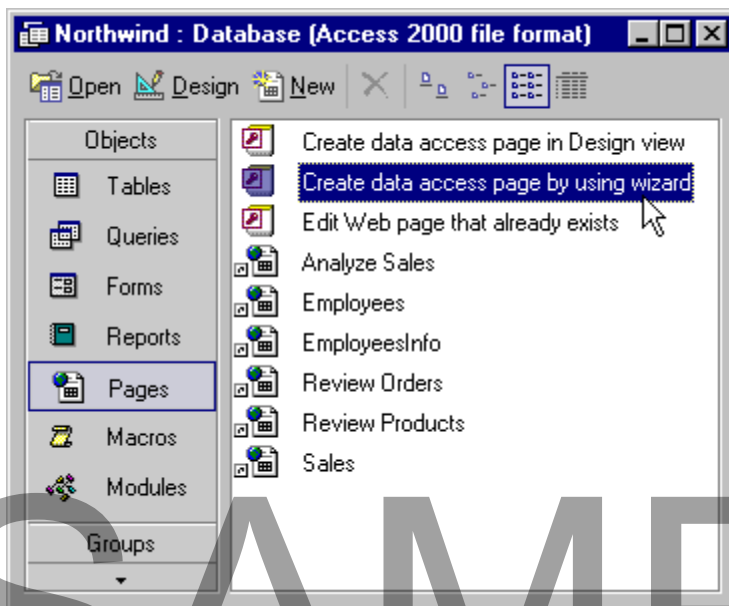 Northwind : Database (Access 2000 file format)
Open Design New
Objects
Tables
Queries
Forms
Reports
Pages
Macros
Modules
Groups
Create data access page in Design view
Create data access page by using wizard
Edit Web page that already exists
Analyze Sales
Employees
EmployeesInfo
Review Orders
Review Products
Sales
SAMP